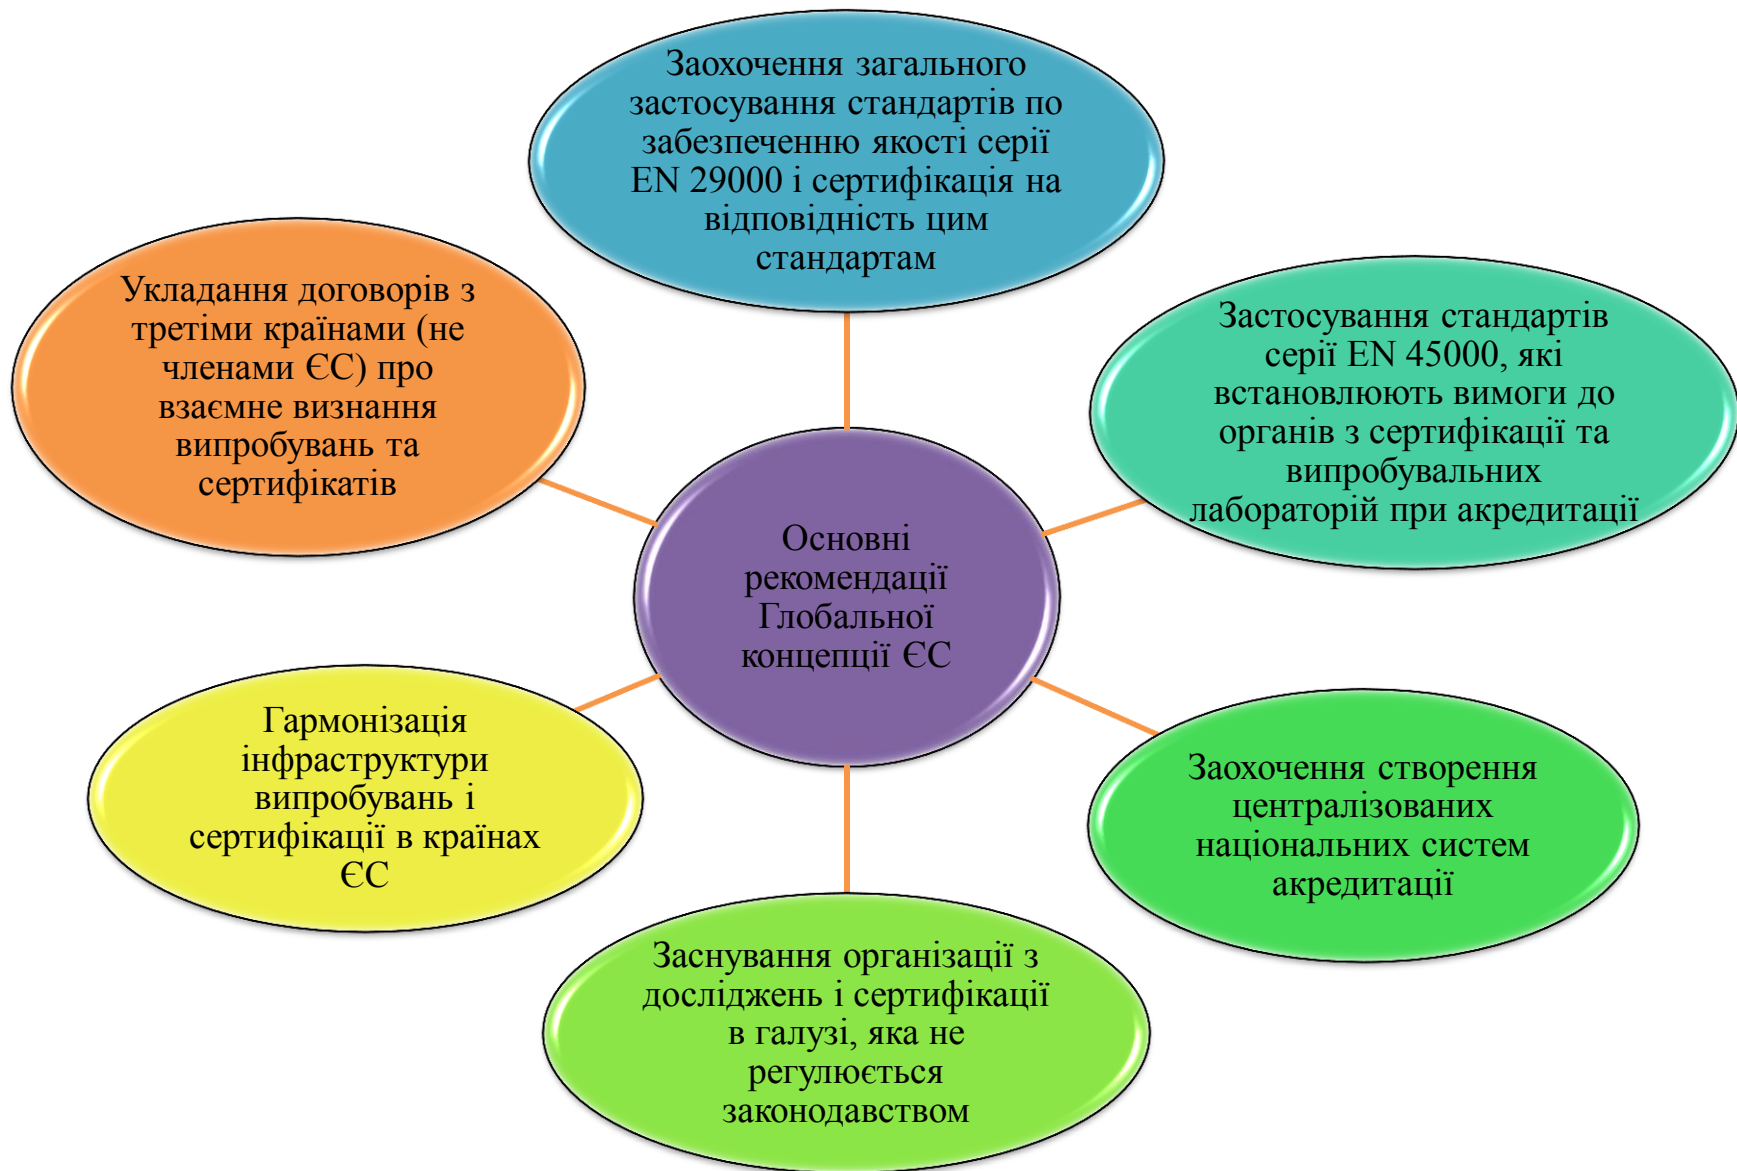 Заохочення загального
застосування стандартів по
забезпеченню якості серії
EN 29000 і сертифікація на
відповідність цим
стандартам
Застосування стандартів
серії EN 45000, які
встановлюють вимоги до
органів з сертифікації та
випробувальних
лабораторій при акредитації
Заохочення створення
централізованих
національних систем
акредитації
Заснування організації з
досліджень і сертифікації
в галузі, яка не
регулюється
законодавством
Гармонізація
інфраструктури
випробувань і
сертифікації в країнах
ЄС
Укладання договорів з
третіми країнами (не
членами ЄС) про
взаємне визнання
випробувань та
сертифікатів
Основні
рекомендації
Глобальної
концепції ЄС